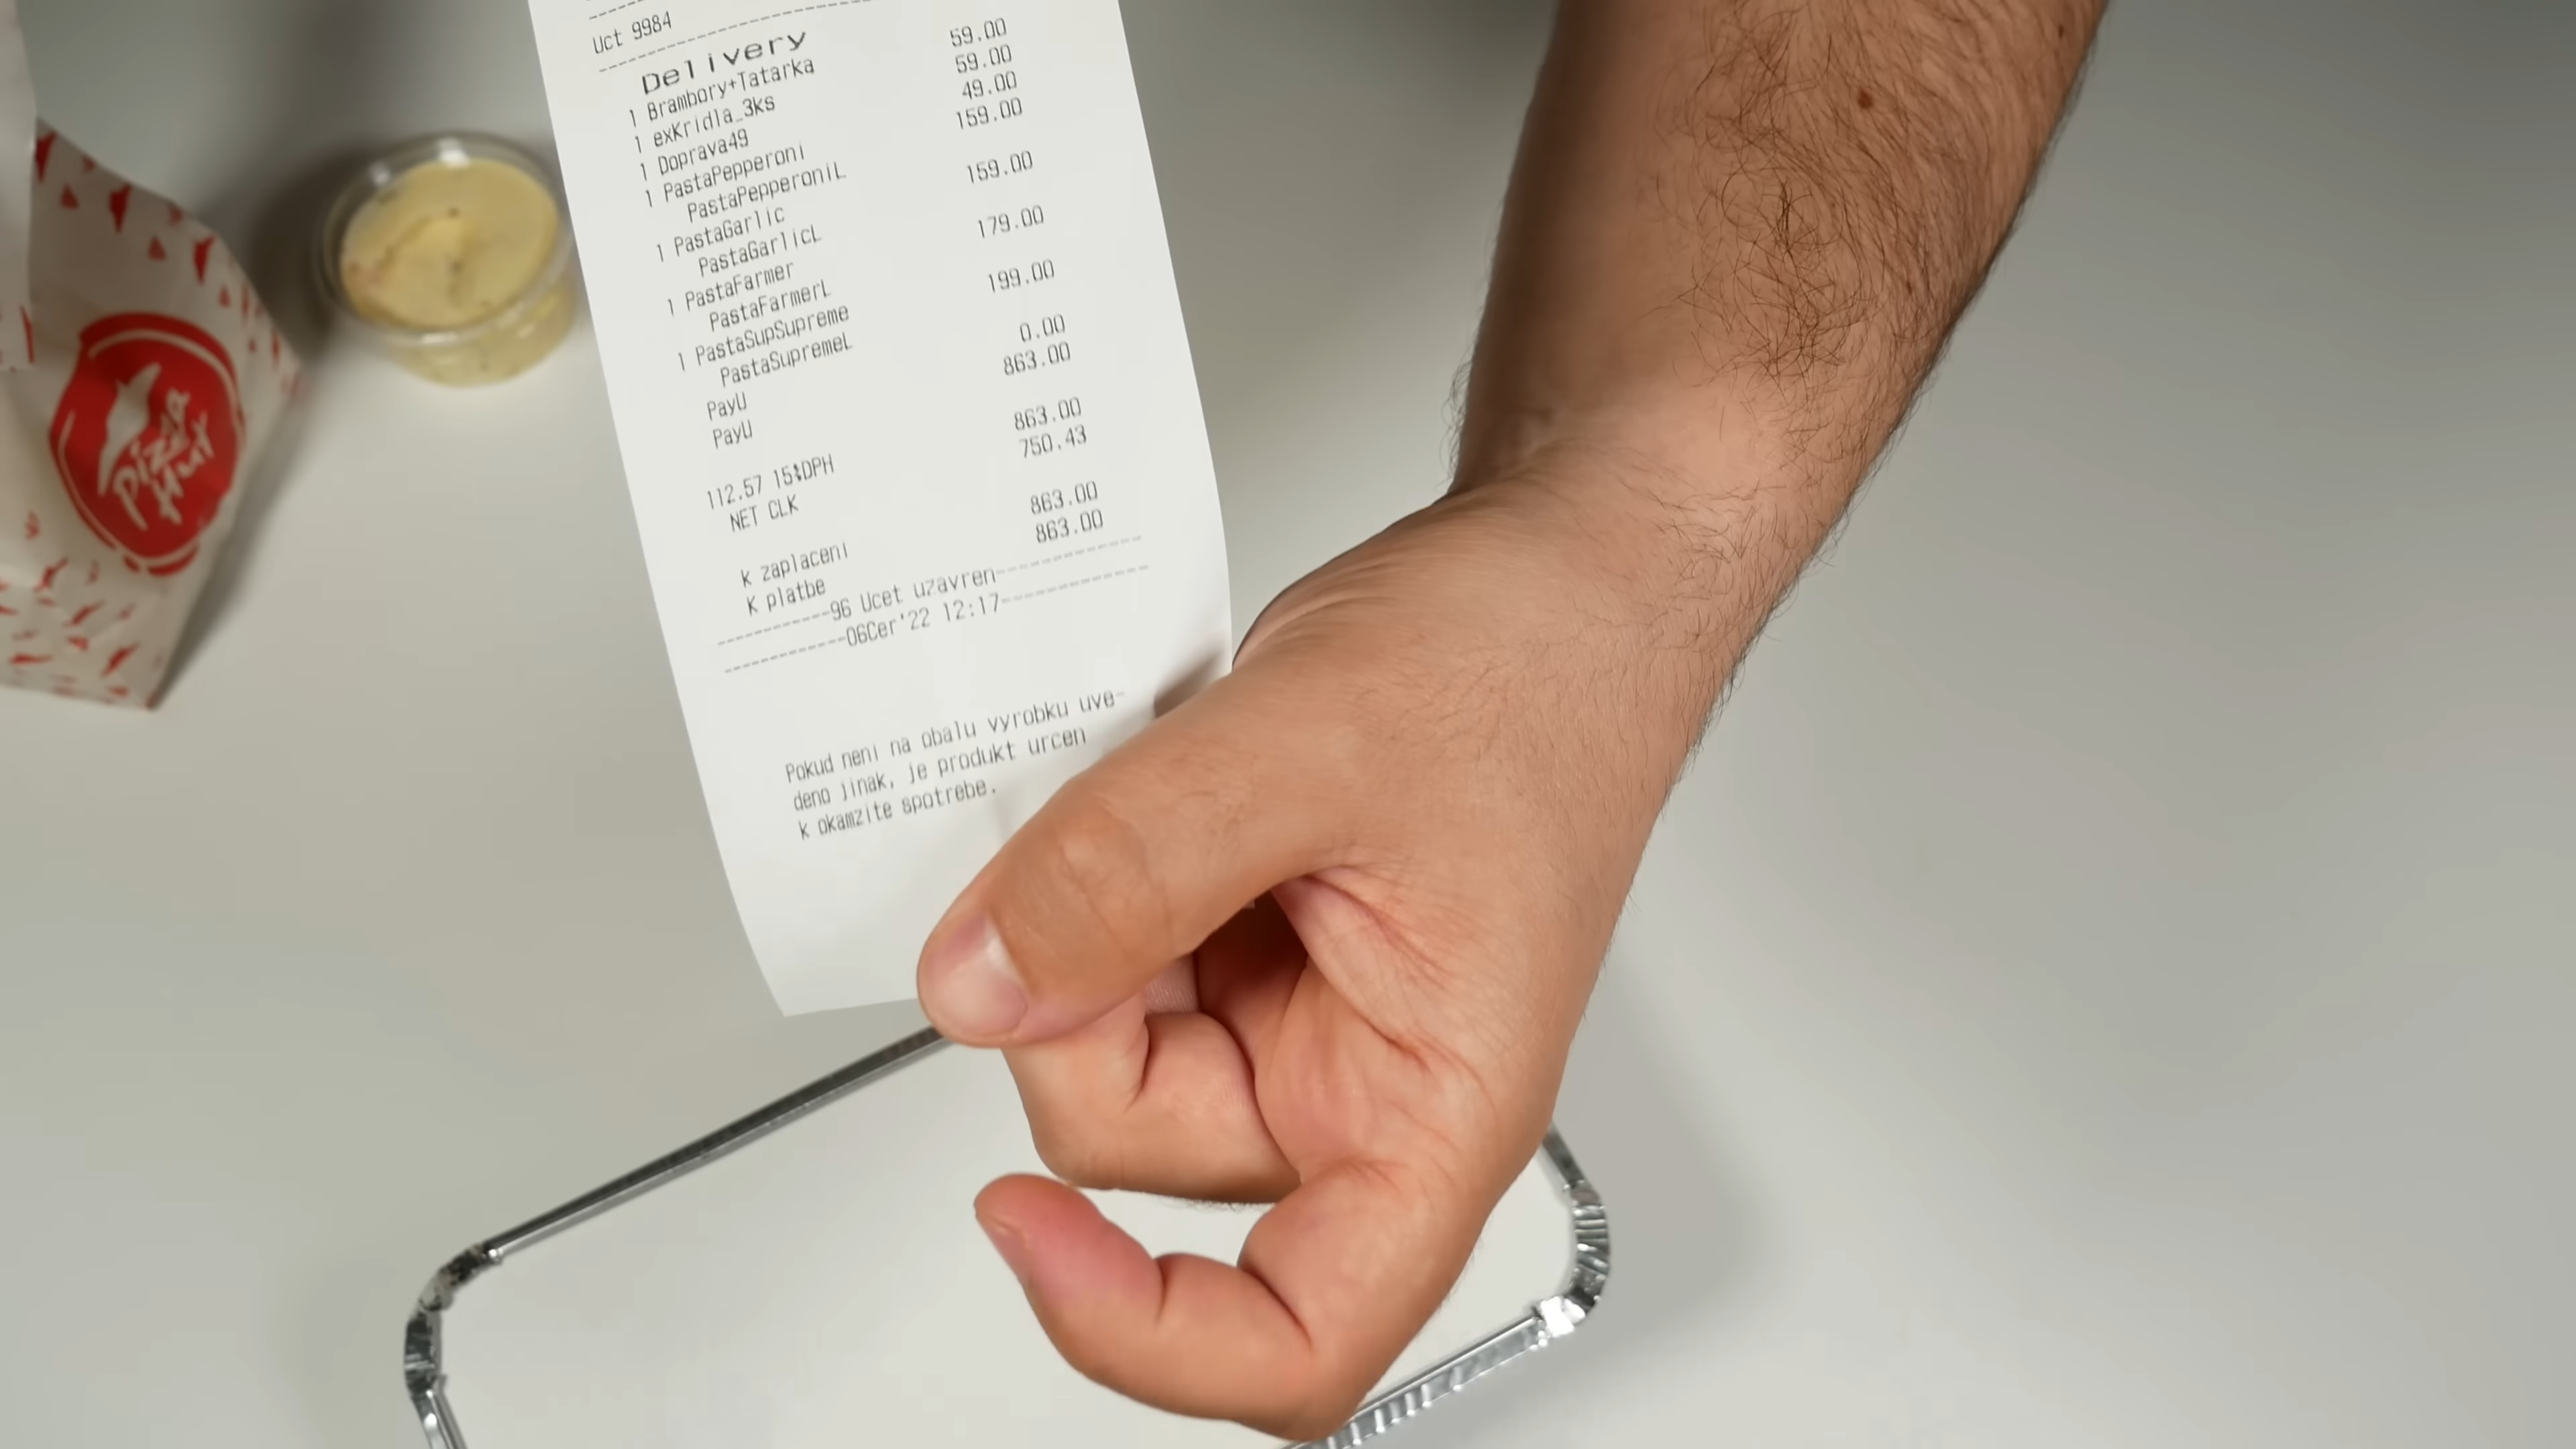 Uct 9984
Delivery
1 Brambory+Tatarka 59.00
1 exKridla_3ks 59.00
1 Doprava49 49.00
1 PastaPepperoni 159.00
PastaPepperoniL
1 PastaGarlic 159.00
PastaGarlicL
1 PastaFarmer 179.00
PastaFarmerL
1 PastaSupSupreme 199.00
PastaSupremeL
PayU 0.00
PayU 863.00
112.57 15%DPH 863.00
NET CLK 750.43
K zaplaceni 863.00
K platbe 863.00
-----------96 Ucet uzavren--------------
------------06Cer'22 12:17--------------
Pokud neni na obalu vyrobku uve-
deno jinak, je produkt urcen
k okamzite spotrebe.
Pizza
Hut